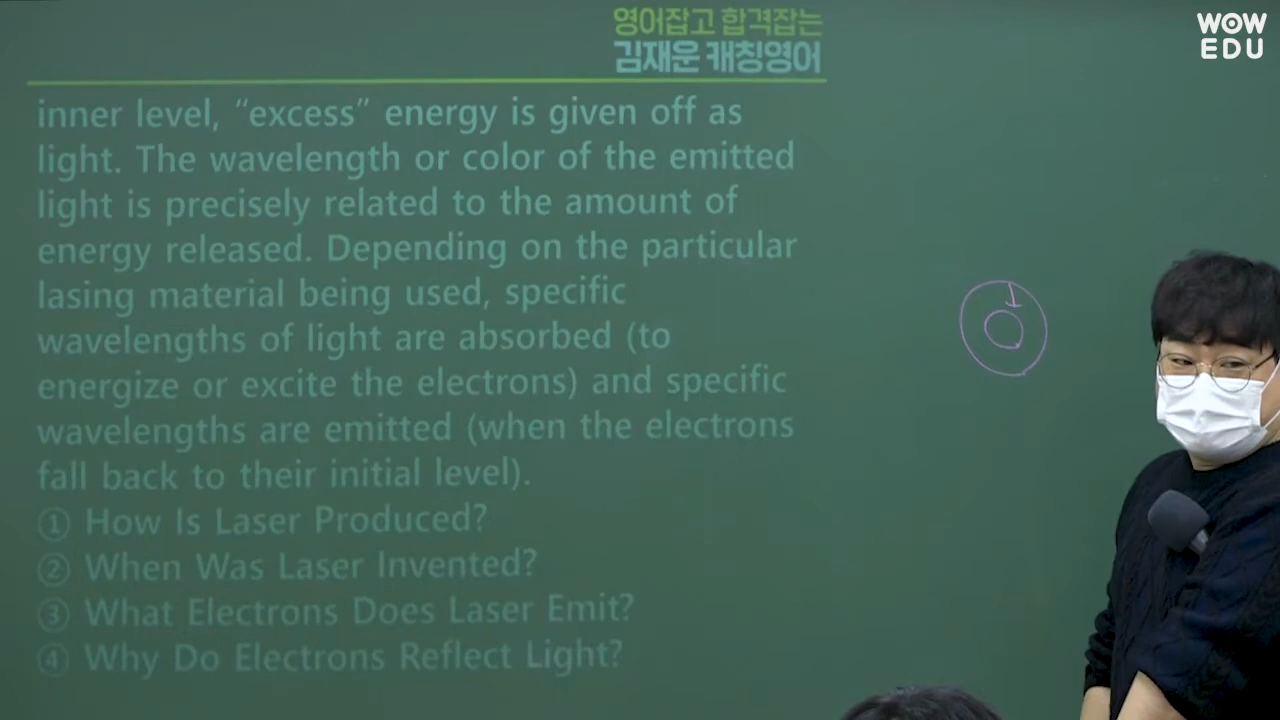 영어잡고 합격잡는
김재운 캐칭영어
WOW
EDU
inner level, “excess” energy is given off as
light. The wavelength or color of the emitted
light is precisely related to the amount of
energy released. Depending on the particular
lasing material being used, specific
wavelengths of light are absorbed (to
energize or excite the electrons) and specific
wavelengths are emitted (when the electrons
fall back to their initial level).
① How Is Laser Produced?
② When Was Laser Invented?
③ What Electrons Does Laser Emit?
④ Why Do Electrons Reflect Light?